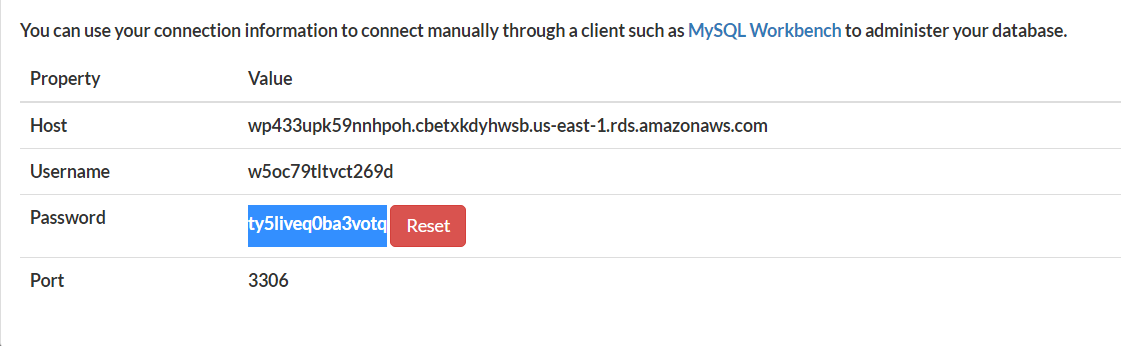 You can use your connection information to connect manually through a client such as MySQL Workbench to administer your database.
Property Value
Host wp433upk59nnhpoh.cbetxkdyhwsb.us-east-1.rds.amazonaws.com
Username w5oc79tltvct269d
Password ty5liveq0ba3votq Reset
Port 3306